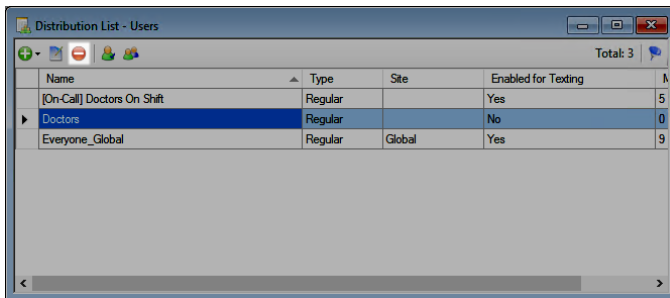 Distribution List - Users
Total: 3
Name Type Site Enabled for Texting
[On-Call] Doctors On Shift Regular Yes 5
Doctors Regular No 0
Everyone_Global Regular Global Yes 9